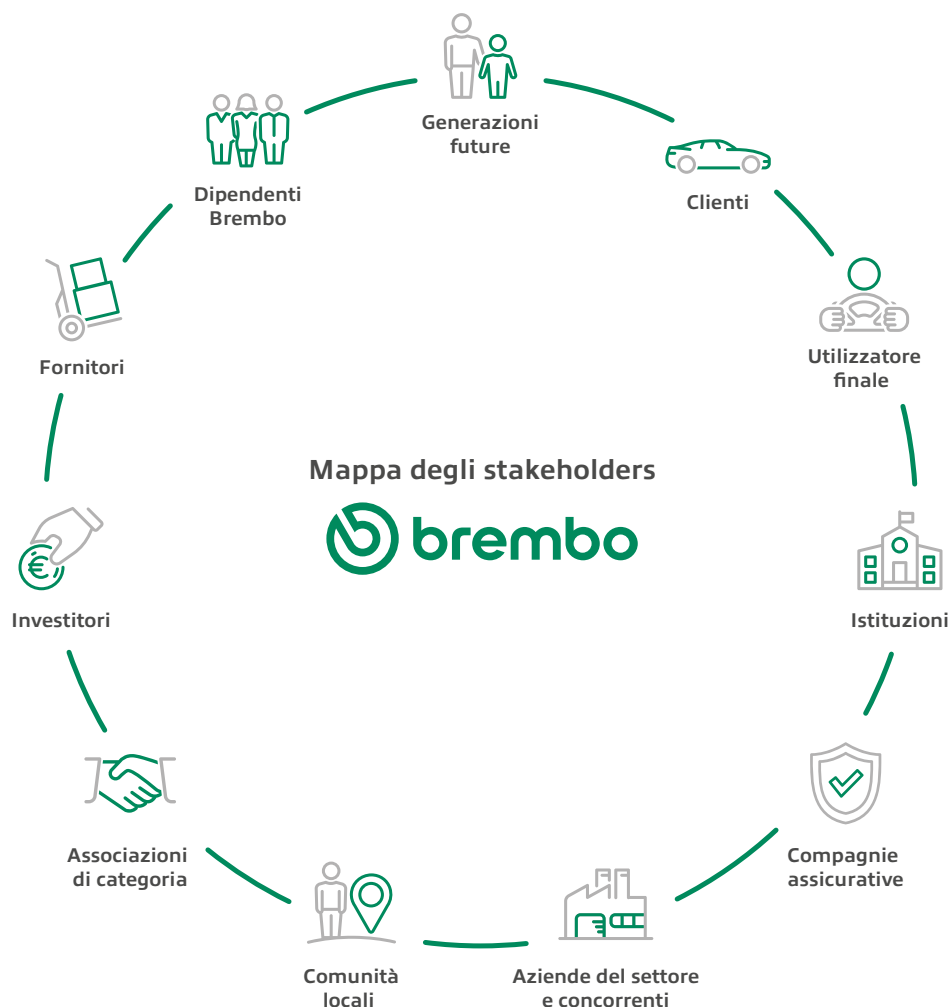 Generazioni
future
Dipendenti
Brembo
Clienti
Fornitori
Utilizzatore
finale
Mappa degli stakeholders
brembo
€
Investitori
Istituzioni
Associazioni
di categoria
Compagnie
assicurative
Comunità
locali
Aziende del settore
e concorrenti